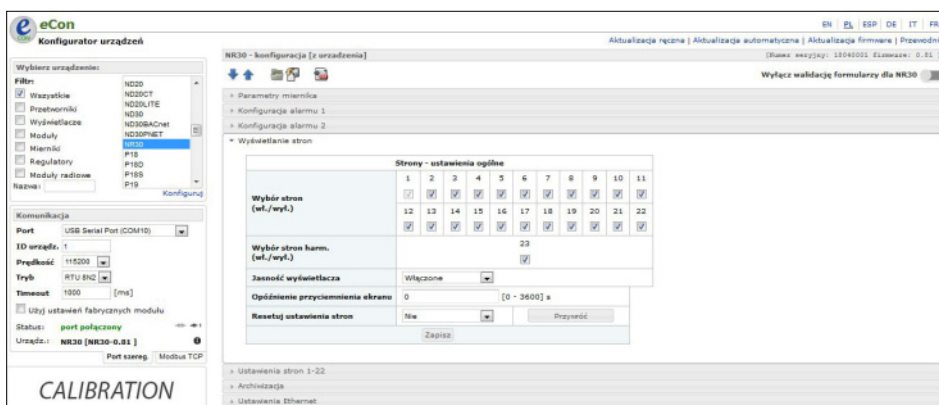 eCon
EN PL ESP DE IT FR
Konfigurator urządzeń
Aktualizacja ręczna | Aktualizacja automatyczna | Aktualizacja firmware | Przewodni
Wybierz urządzenie:
Filtr:
Wszystkie
Przetworniki
Wyświetlacze
Moduły
Mierniki
Regulatory
Moduły radiowe
Nazwa:
ND20
ND20CT
ND20LITE
ND30
ND30BACnet
ND30PNET
NR30
P18
P18D
P18S
P19
Konfiguruj
Komunikacja
Port USB Serial Port (COM10)
ID urządz. 1
Prędkość 115200
Tryb RTU 8N2
Timeout 1000 [ms]
Użyj ustawień fabrycznych modułu
Status: port połączony
Urządz.: NR30 [NR30-0.81 ]
Port szereg. Modbus TCP
CALIBRATION
NR30 - konfiguracja [z urzadzenia]
(Numer seryjny: 18040001 firmware: 0.81
Wyłącz walidację formularzy dla NR30
Parametry miernika
Konfiguracja alarmu 1
Konfiguracja alarmu 2
Wyświetlanie stron
Strony - ustawienia ogólne
Wybór stron
(wł./wył.)
1 2 3 4 5 6 7 8 9 10 11
12 13 14 15 16 17 18 19 20 21 22
Wybór stron harm.
(wł./wył.)
23
Jasność wyświetlacza Włączone
Opóźnienie przyciemnienia ekranu 0 [0 - 3600] s
Resetuj ustawienia stron Nie Przywróć
Zapisz
Ustawienia stron 1-22
Archiwizacja
Ustawienia Ethernet